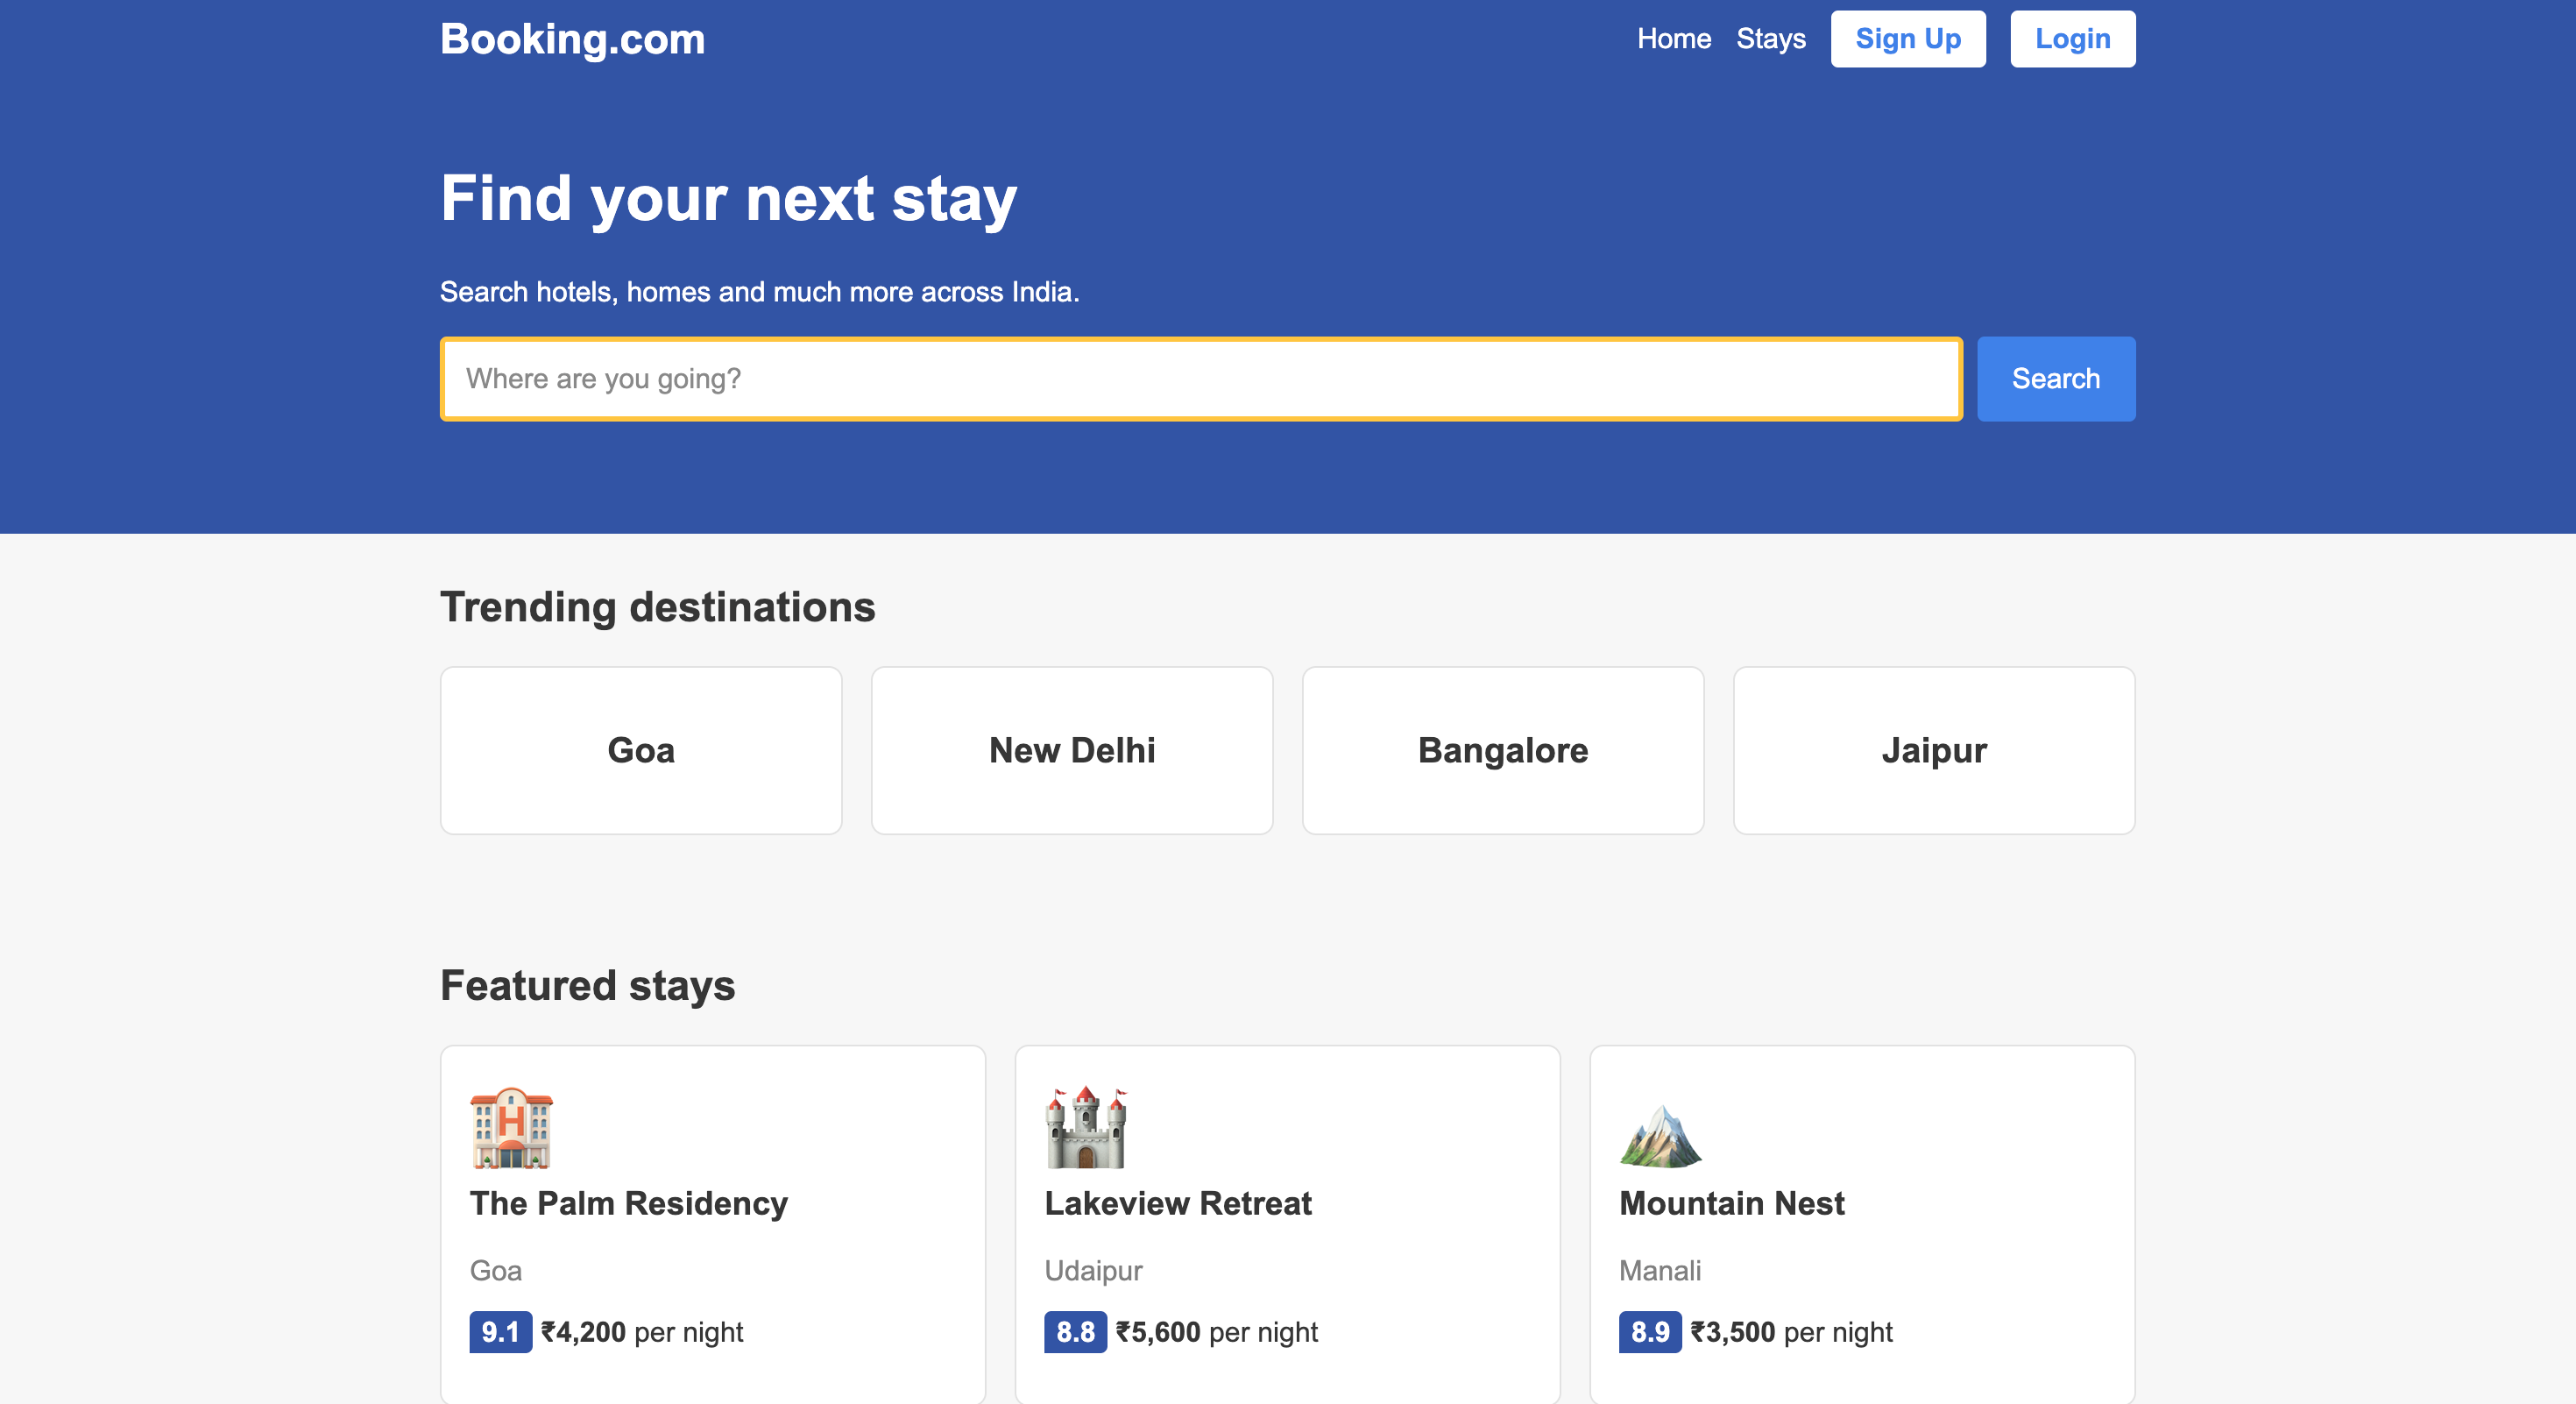 Booking.com
Home Stays Sign Up Login
Find your next stay
Search hotels, homes and much more across India.
Where are you going? Search
Trending destinations
Goa New Delhi Bangalore Jaipur
Featured stays
H
The Palm Residency Lakeview Retreat Mountain Nest
Goa Udaipur Manali
9.1 ₹4,200 per night 8.8 ₹5,600 per night 8.9 ₹3,500 per night